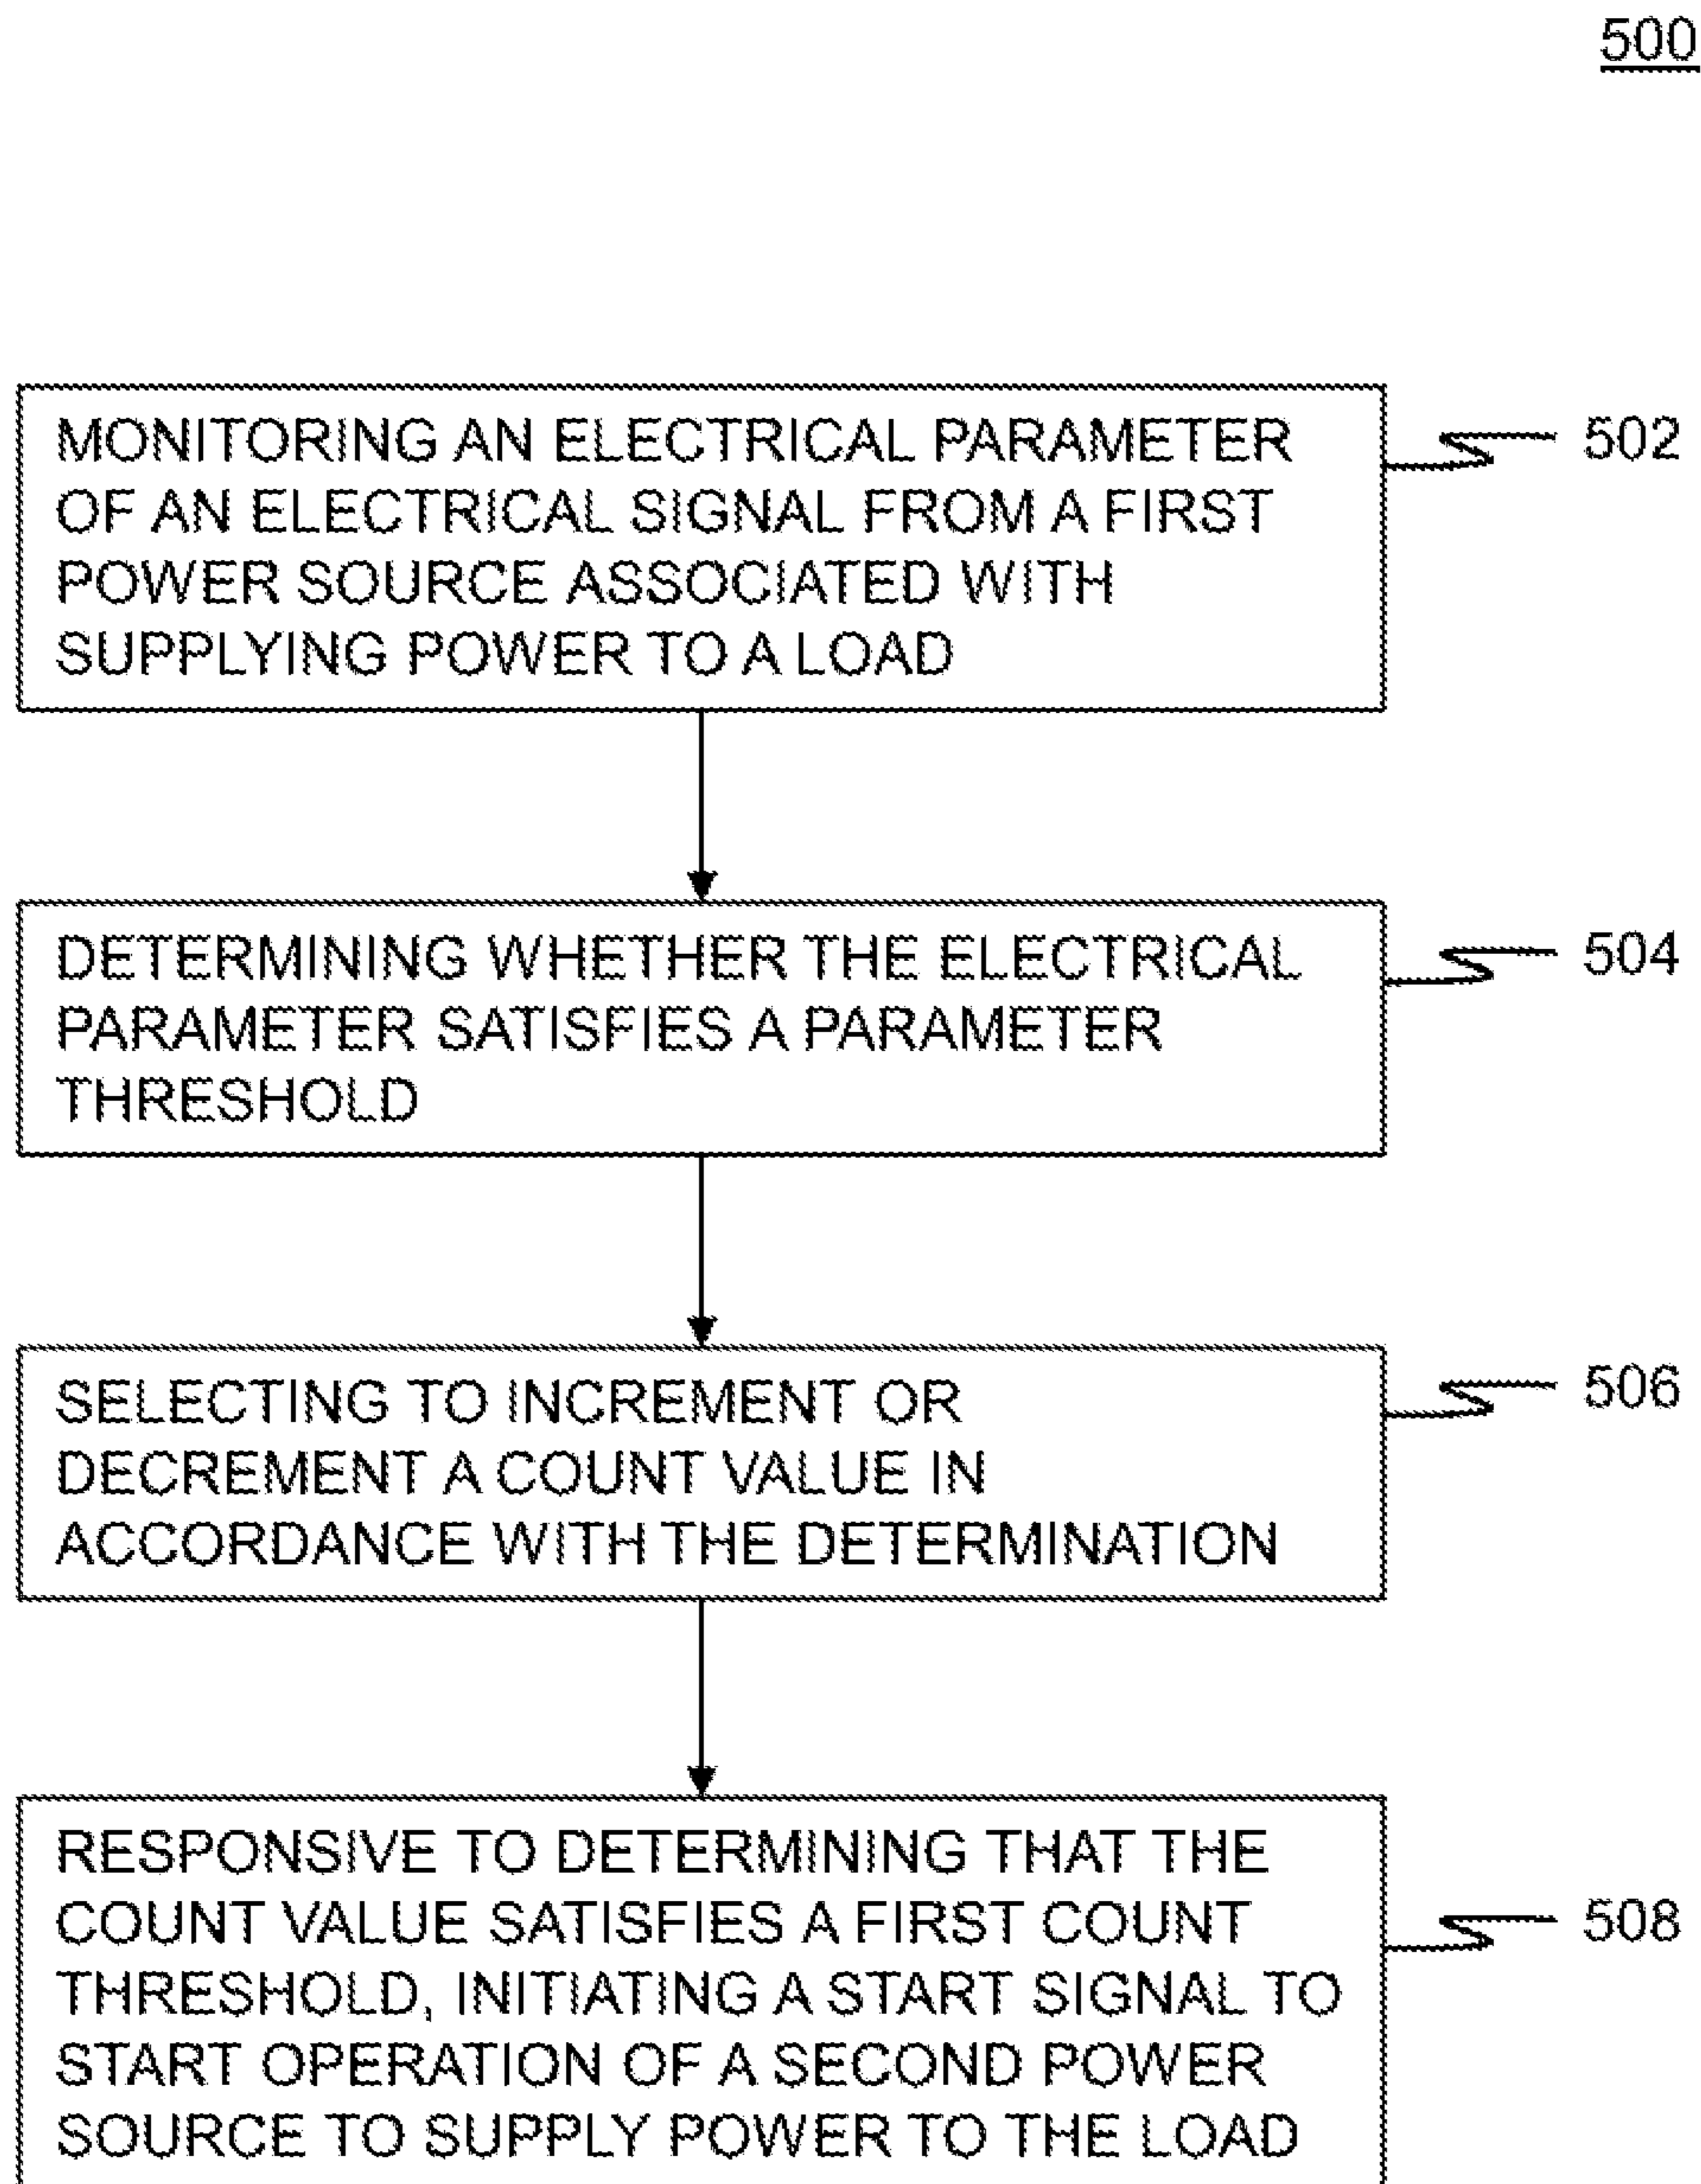 500
MONITORING AN ELECTRICAL PARAMETER
OF AN ELECTRICAL SIGNAL FROM A FIRST
POWER SOURCE ASSOCIATED WITH
SUPPLYING POWER TO A LOAD
502
DETERMINING WHETHER THE ELECTRICAL
PARAMETER SATISFIES A PARAMETER
THRESHOLD
504
SELECTING TO INCREMENT OR
DECREMENT A COUNT VALUE IN
ACCORDANCE WITH THE DETERMINATION
506
RESPONSIVE TO DETERMINING THAT THE
COUNT VALUE SATISFIES A FIRST COUNT
THRESHOLD, INITIATING A START SIGNAL TO
START OPERATION OF A SECOND POWER
SOURCE TO SUPPLY POWER TO THE LOAD
508